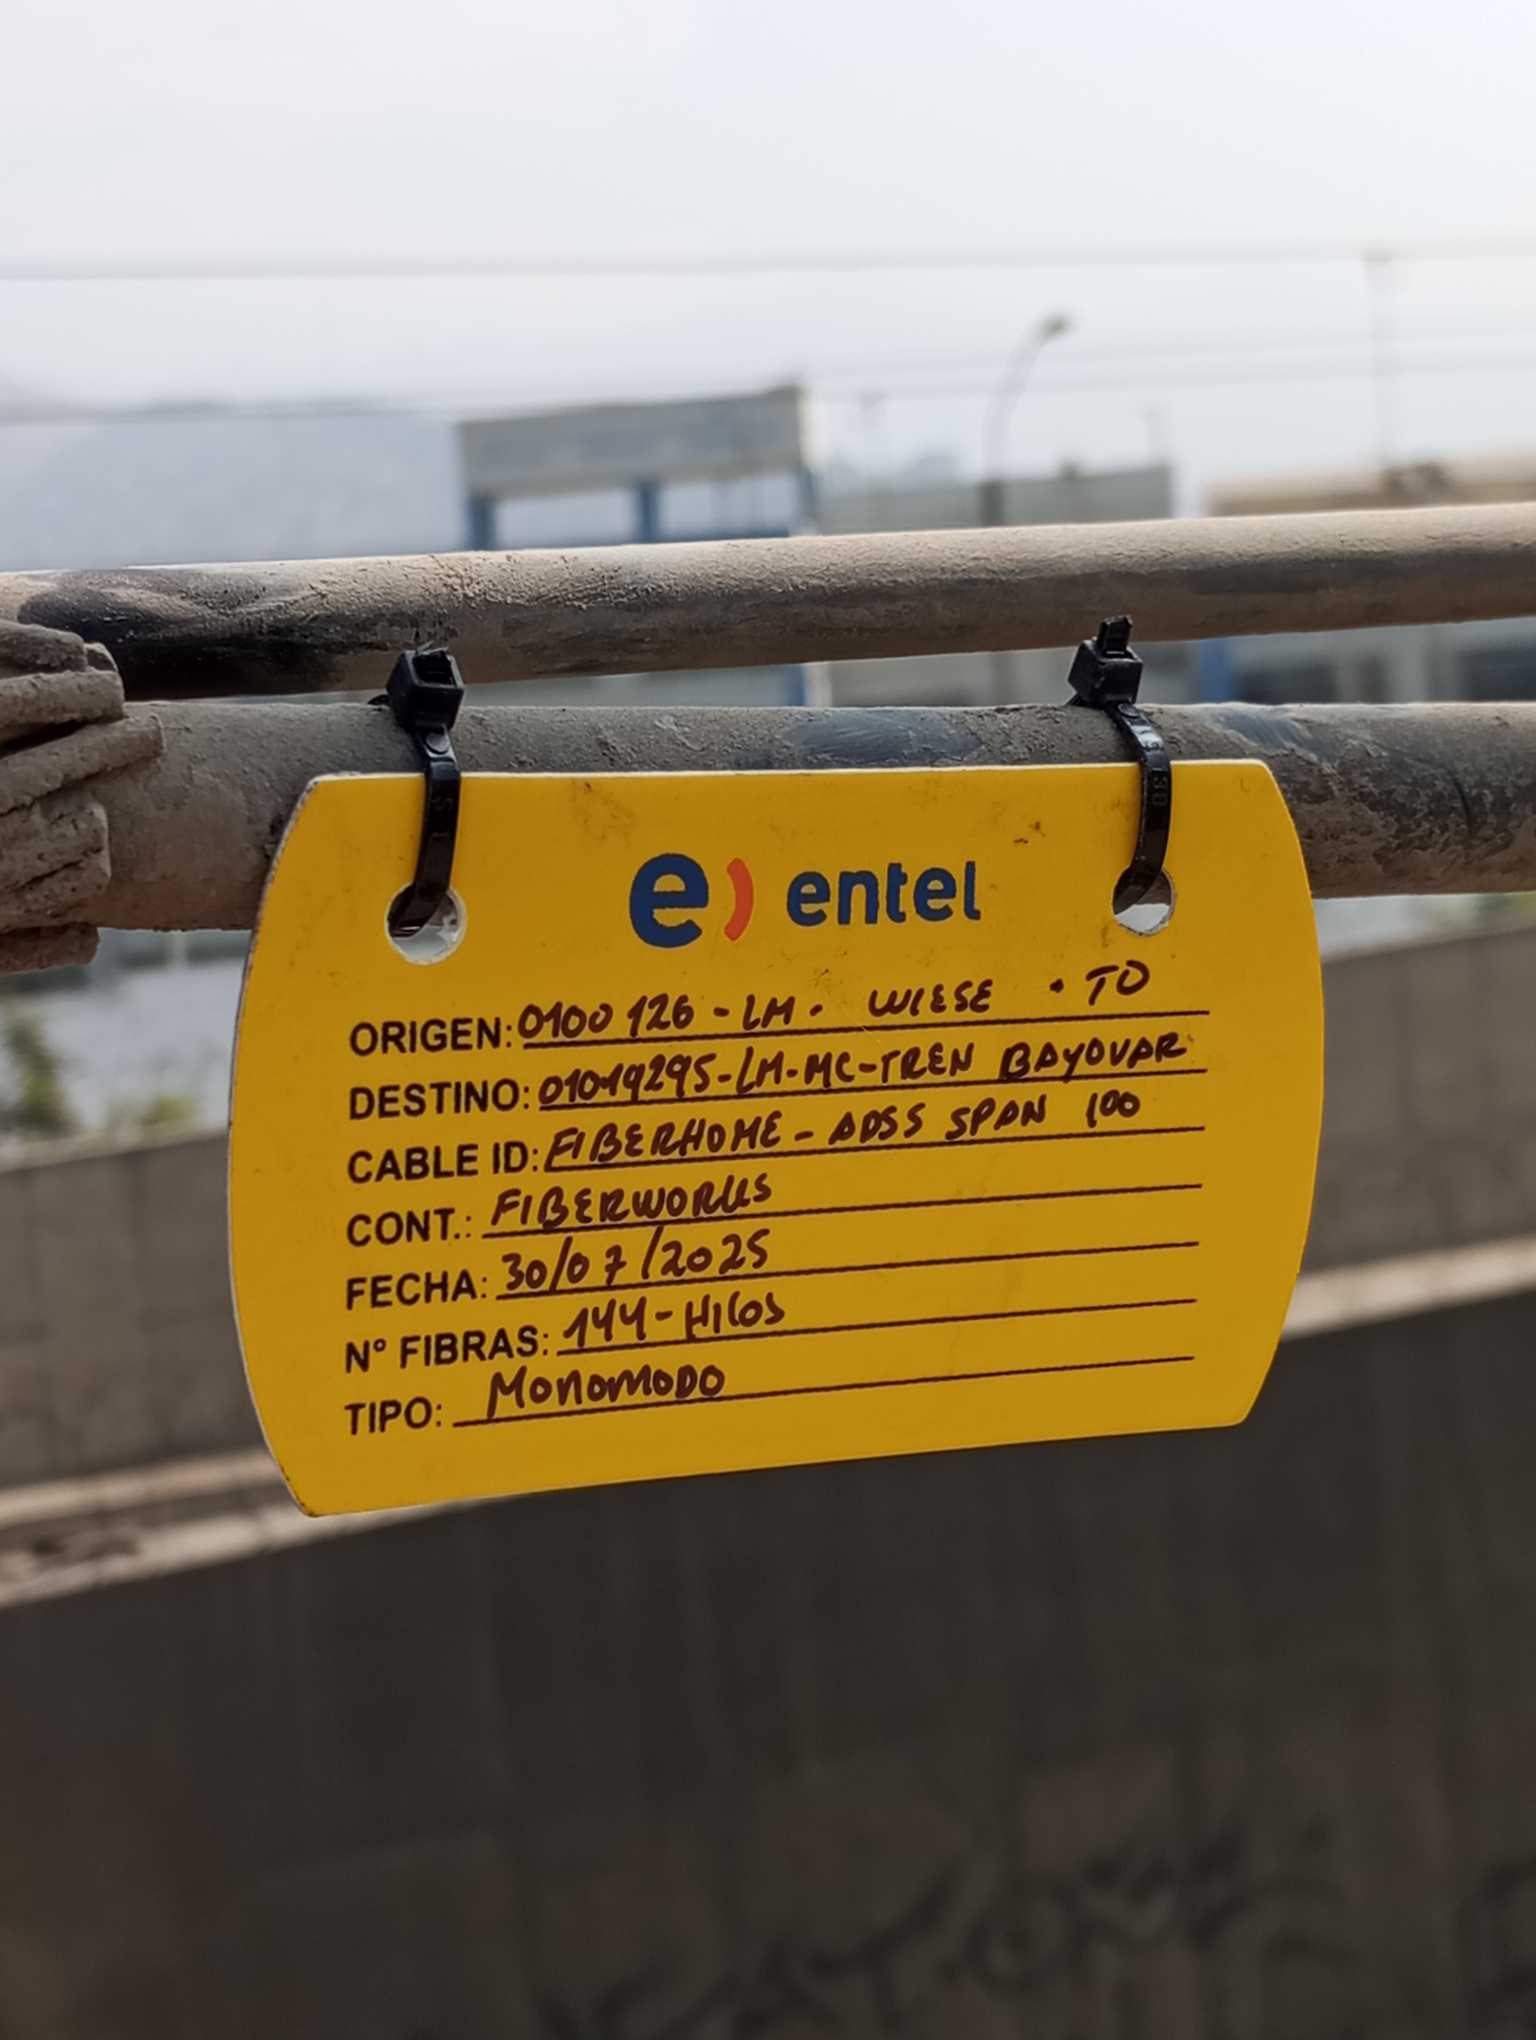 e) entel
ORIGEN: 0100126-LM- WIESE - TO
DESTINO: 01019295-LM-MC-TREN BAYOVAR
CABLE ID: FIBERHOME - ADSS SPAN 100
CONT.: FIBERWORKS
FECHA: 30/07/2025
N° FIBRAS: 144-Hilos
TIPO: MONOMODO